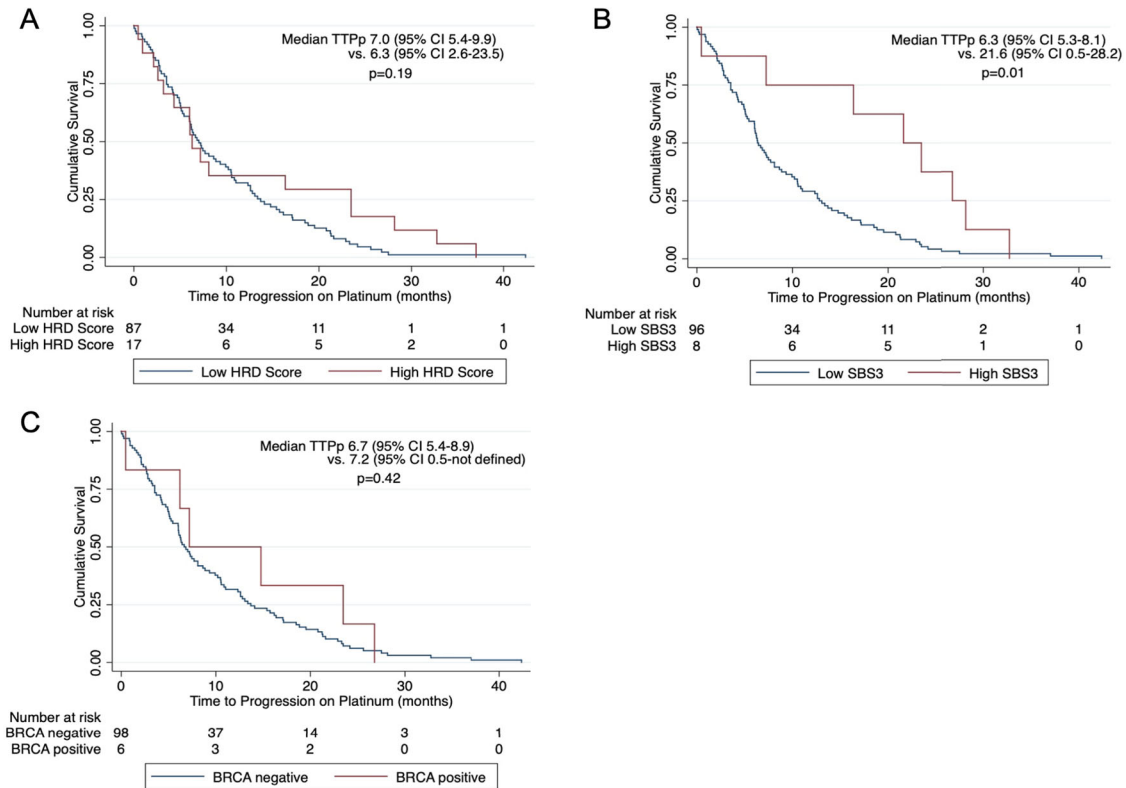 A
1.00
0.75
0.50
0.25
0.00
Cumulative Survival
Median TTPp 7.0 (95% CI 5.4-9.9)
vs. 6.3 (95% CI 2.6-23.5)
p=0.19
0 10 20 30 40
Time to Progression on Platinum (months)
Number at risk
Low HRD Score 87 34 11 1 1
High HRD Score 17 6 5 2 0
Low HRD Score High HRD Score
B
1.00
0.75
0.50
0.25
0.00
Cumulative Survival
Median TTPp 6.3 (95% CI 5.3-8.1)
vs. 21.6 (95% CI 0.5-28.2)
p=0.01
0 10 20 30 40
Time to Progression on Platinum (months)
Number at risk
Low SBS3 96 34 11 2 1
High SBS3 8 6 5 1 0
Low SBS3 High SBS3
C
1.00
0.75
0.50
0.25
0.00
Cumulative Survival
Median TTPp 6.7 (95% CI 5.4-8.9)
vs. 7.2 (95% CI 0.5-not defined)
p=0.42
0 10 20 30 40
Time to Progression on Platinum (months)
Number at risk
BRCA negative 98 37 14 3 1
BRCA positive 6 3 2 0 0
BRCA negative BRCA positive